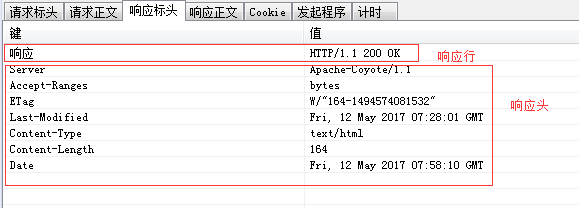 请求标头 请求正文 响应标头 响应正文 Cookie 发起程序 计时
键 值
响应 HTTP/1.1 200 OK 响应行
Server Apache-Coyote/1.1
Accept-Ranges bytes
ETag W/"164-1494574081532" 响应头
Last-Modified Fri, 12 May 2017 07:28:01 GMT
Content-Type text/html
Content-Length 164
Date Fri, 12 May 2017 07:58:10 GMT